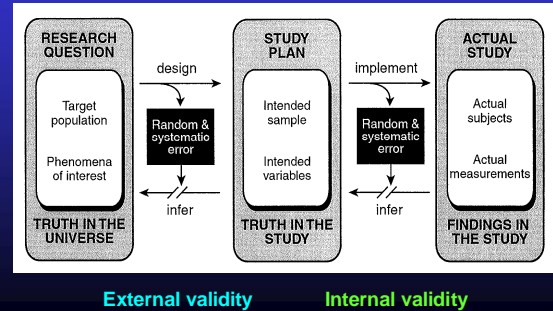 RESEARCH
QUESTION
Target
population
Phenomena
of interest
TRUTH IN THE
UNIVERSE
design
Random &
systematic
error
infer
STUDY
PLAN
Intended
sample
Intended
variables
TRUTH IN THE
STUDY
implement
Random &
systematic
error
infer
ACTUAL
STUDY
Actual
subjects
Actual
measurements
FINDINGS IN
THE STUDY
External validity
Internal validity